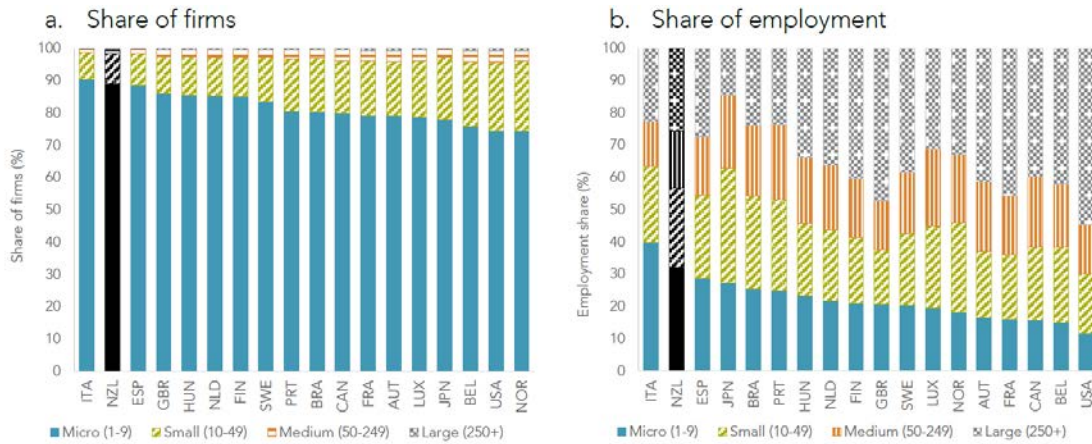 a. Share of firms
100
90
80
70
60
50
40
30
20
10
0
Share of firms (%)
ITA NZL ESP GBR HUN NLD FIN SWE PRT BRA CAN FRA AUT LUX JPN BEL USA NOR
Micro (1-9) Small (10-49) Medium (50-249) Large (250+)
b. Share of employment
100
90
80
70
60
50
40
30
20
10
0
Employment share (%)
ITA NZL ESP JPN BRA PRT HUN NLD FIN GBR SWE LUX NOR AUT FRA CAN BEL USA
Micro (1-9) Small (10-49) Medium (50-249) Large (250+)